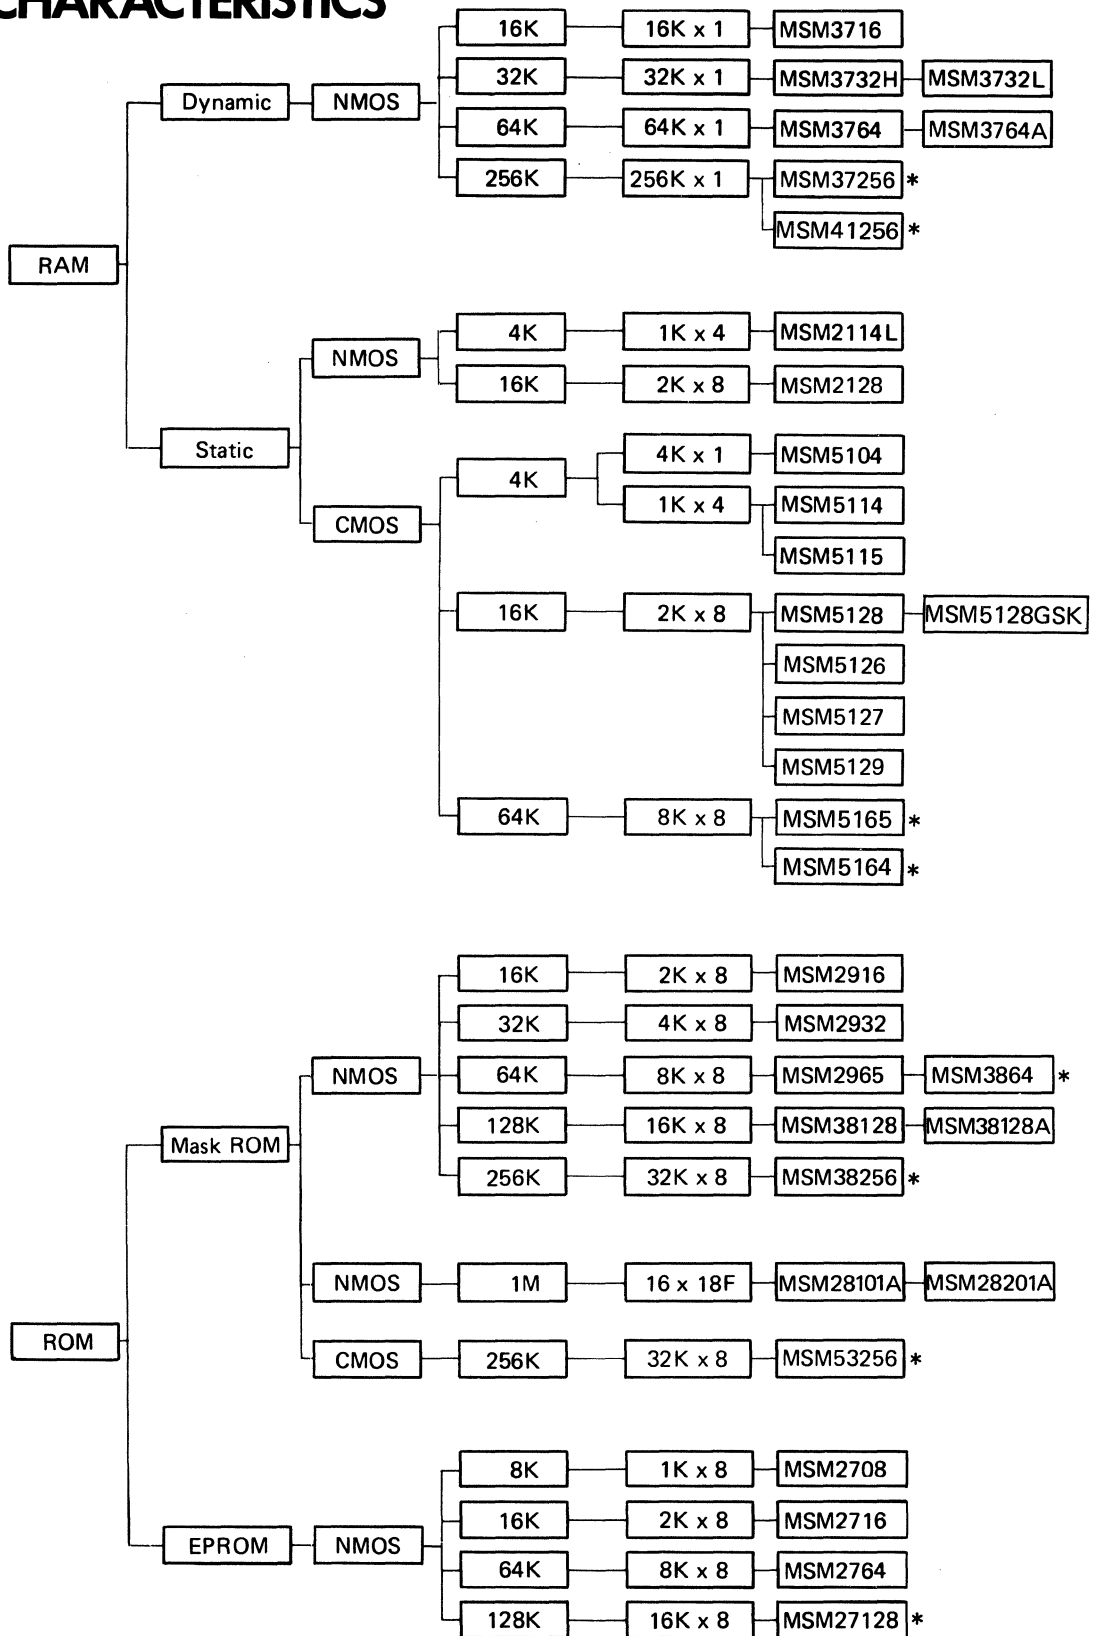 CHARACTERISTICS
16K 16K x 1 MSM3716
32K 32K x 1 MSM3732H MSM3732L
Dynamic NMOS
64K 64K x 1 MSM3764 MSM3764A
256K 256K x 1 MSM37256 *
MSM41256 *
RAM
4K 1K x 4 MSM2114L
NMOS
16K 2K x 8 MSM2128
Static
4K x 1 MSM5104
4K
1K x 4 MSM5114
CMOS
MSM5115
16K 2K x 8 MSM5128 MSM5128GSK
MSM5126
MSM5127
MSM5129
64K 8K x 8 MSM5165 *
MSM5164 *
16K 2K x 8 MSM2916
32K 4K x 8 MSM2932
NMOS 64K 8K x 8 MSM2965 MSM3864 *
128K 16K x 8 MSM38128 MSM38128A
Mask ROM
256K 32K x 8 MSM38256 *
NMOS 1M 16 x 18F MSM28101A MSM28201A
ROM
CMOS 256K 32K x 8 MSM53256 *
8K 1K x 8 MSM2708
16K 2K x 8 MSM2716
EPROM NMOS
64K 8K x 8 MSM2764
128K 16K x 8 MSM27128 *